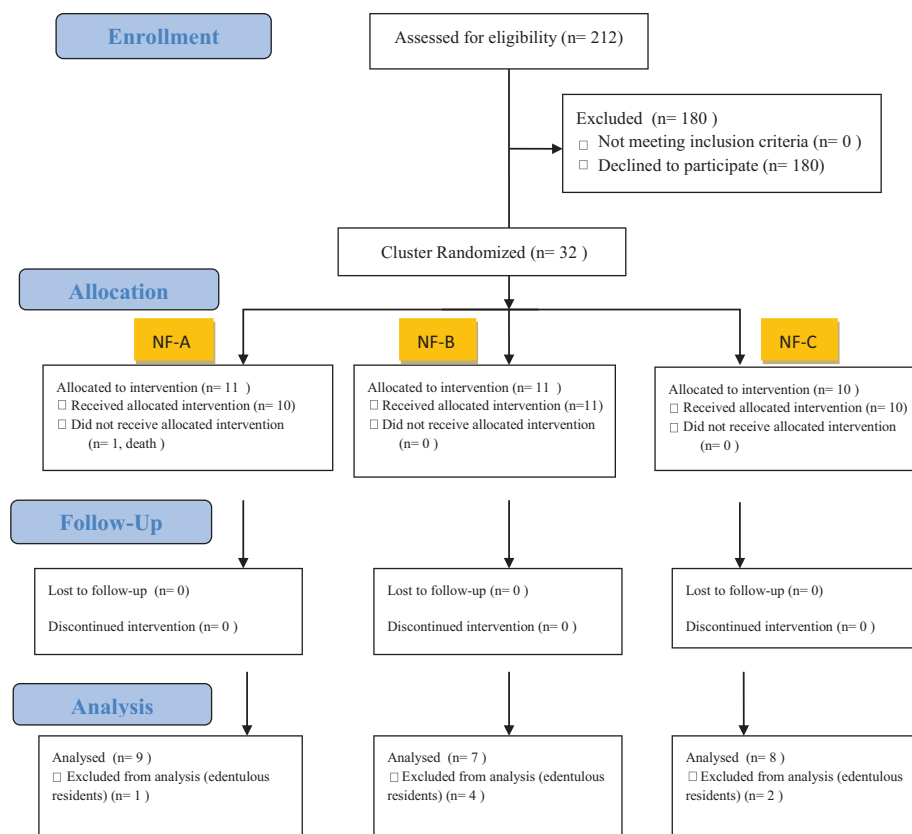 Enrollment
Assessed for eligibility (n= 212)
Excluded (n= 180 )
□ Not meeting inclusion criteria (n= 0 )
□ Declined to participate (n= 180)
Cluster Randomized (n= 32 )
Allocation
NF-A
Allocated to intervention (n= 11 )
□ Received allocated intervention (n= 10)
□ Did not receive allocated intervention
(n= 1, death )
NF-B
Allocated to intervention (n= 11 )
□ Received allocated intervention (n=11)
□ Did not receive allocated intervention
(n= 0 )
NF-C
Allocated to intervention (n= 10 )
□ Received allocated intervention (n= 10)
□ Did not receive allocated intervention
(n= 0 )
Follow-Up
Lost to follow-up (n= 0)
Discontinued intervention (n= 0 )
Lost to follow-up (n= 0 )
Discontinued intervention (n= 0 )
Lost to follow-up (n= 0)
Discontinued intervention (n= 0 )
Analysis
Analysed (n= 9 )
□ Excluded from analysis (edentulous
residents) (n= 1 )
Analysed (n= 7 )
□ Excluded from analysis (edentulous
residents) (n= 4 )
Analysed (n= 8 )
□ Excluded from analysis (edentulous
residents) (n= 2 )